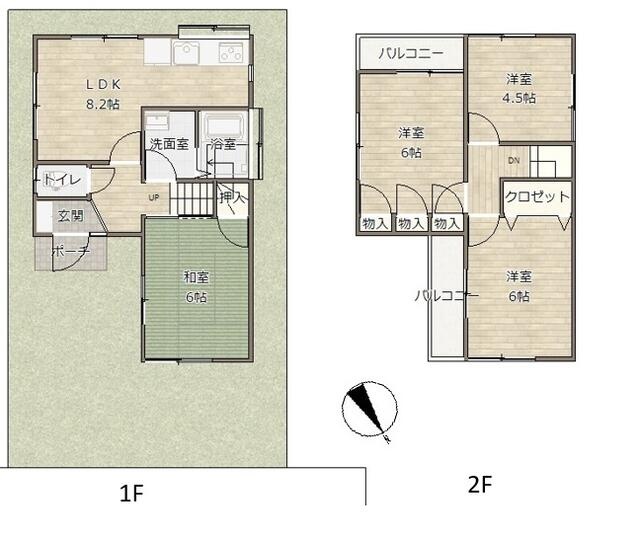 LDK
8.2帖
洗面室
浴室
トイレ
UP
押入
玄関
ポーチ
和室
6帖
1F
バルコニー
洋室
4.5帖
洋室
6帖
DN
クロゼット
物入
物入
物入
洋室
6帖
バルコニー
2F